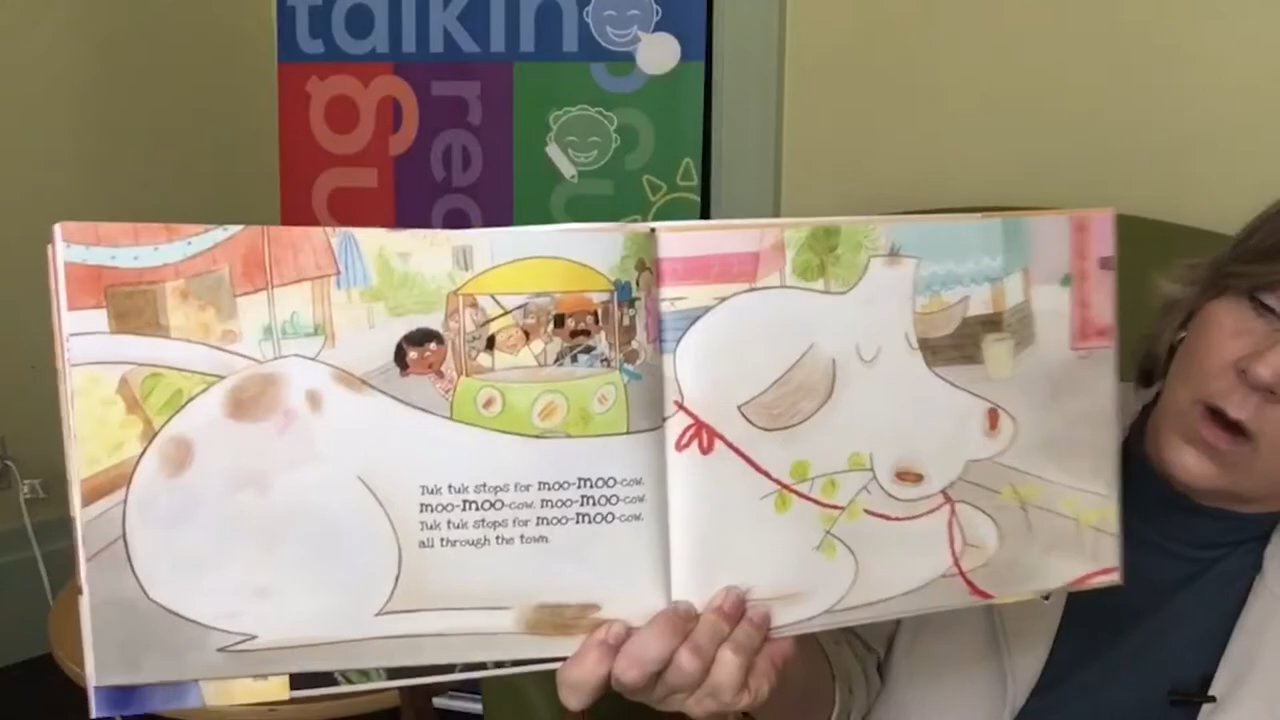 talkin
g
rea
Tuk tuk stops for moo-moo-cow,
moo-moo-cow, moo-moo-cow.
Tuk tuk stops for moo-moo-cow,
all through the town.